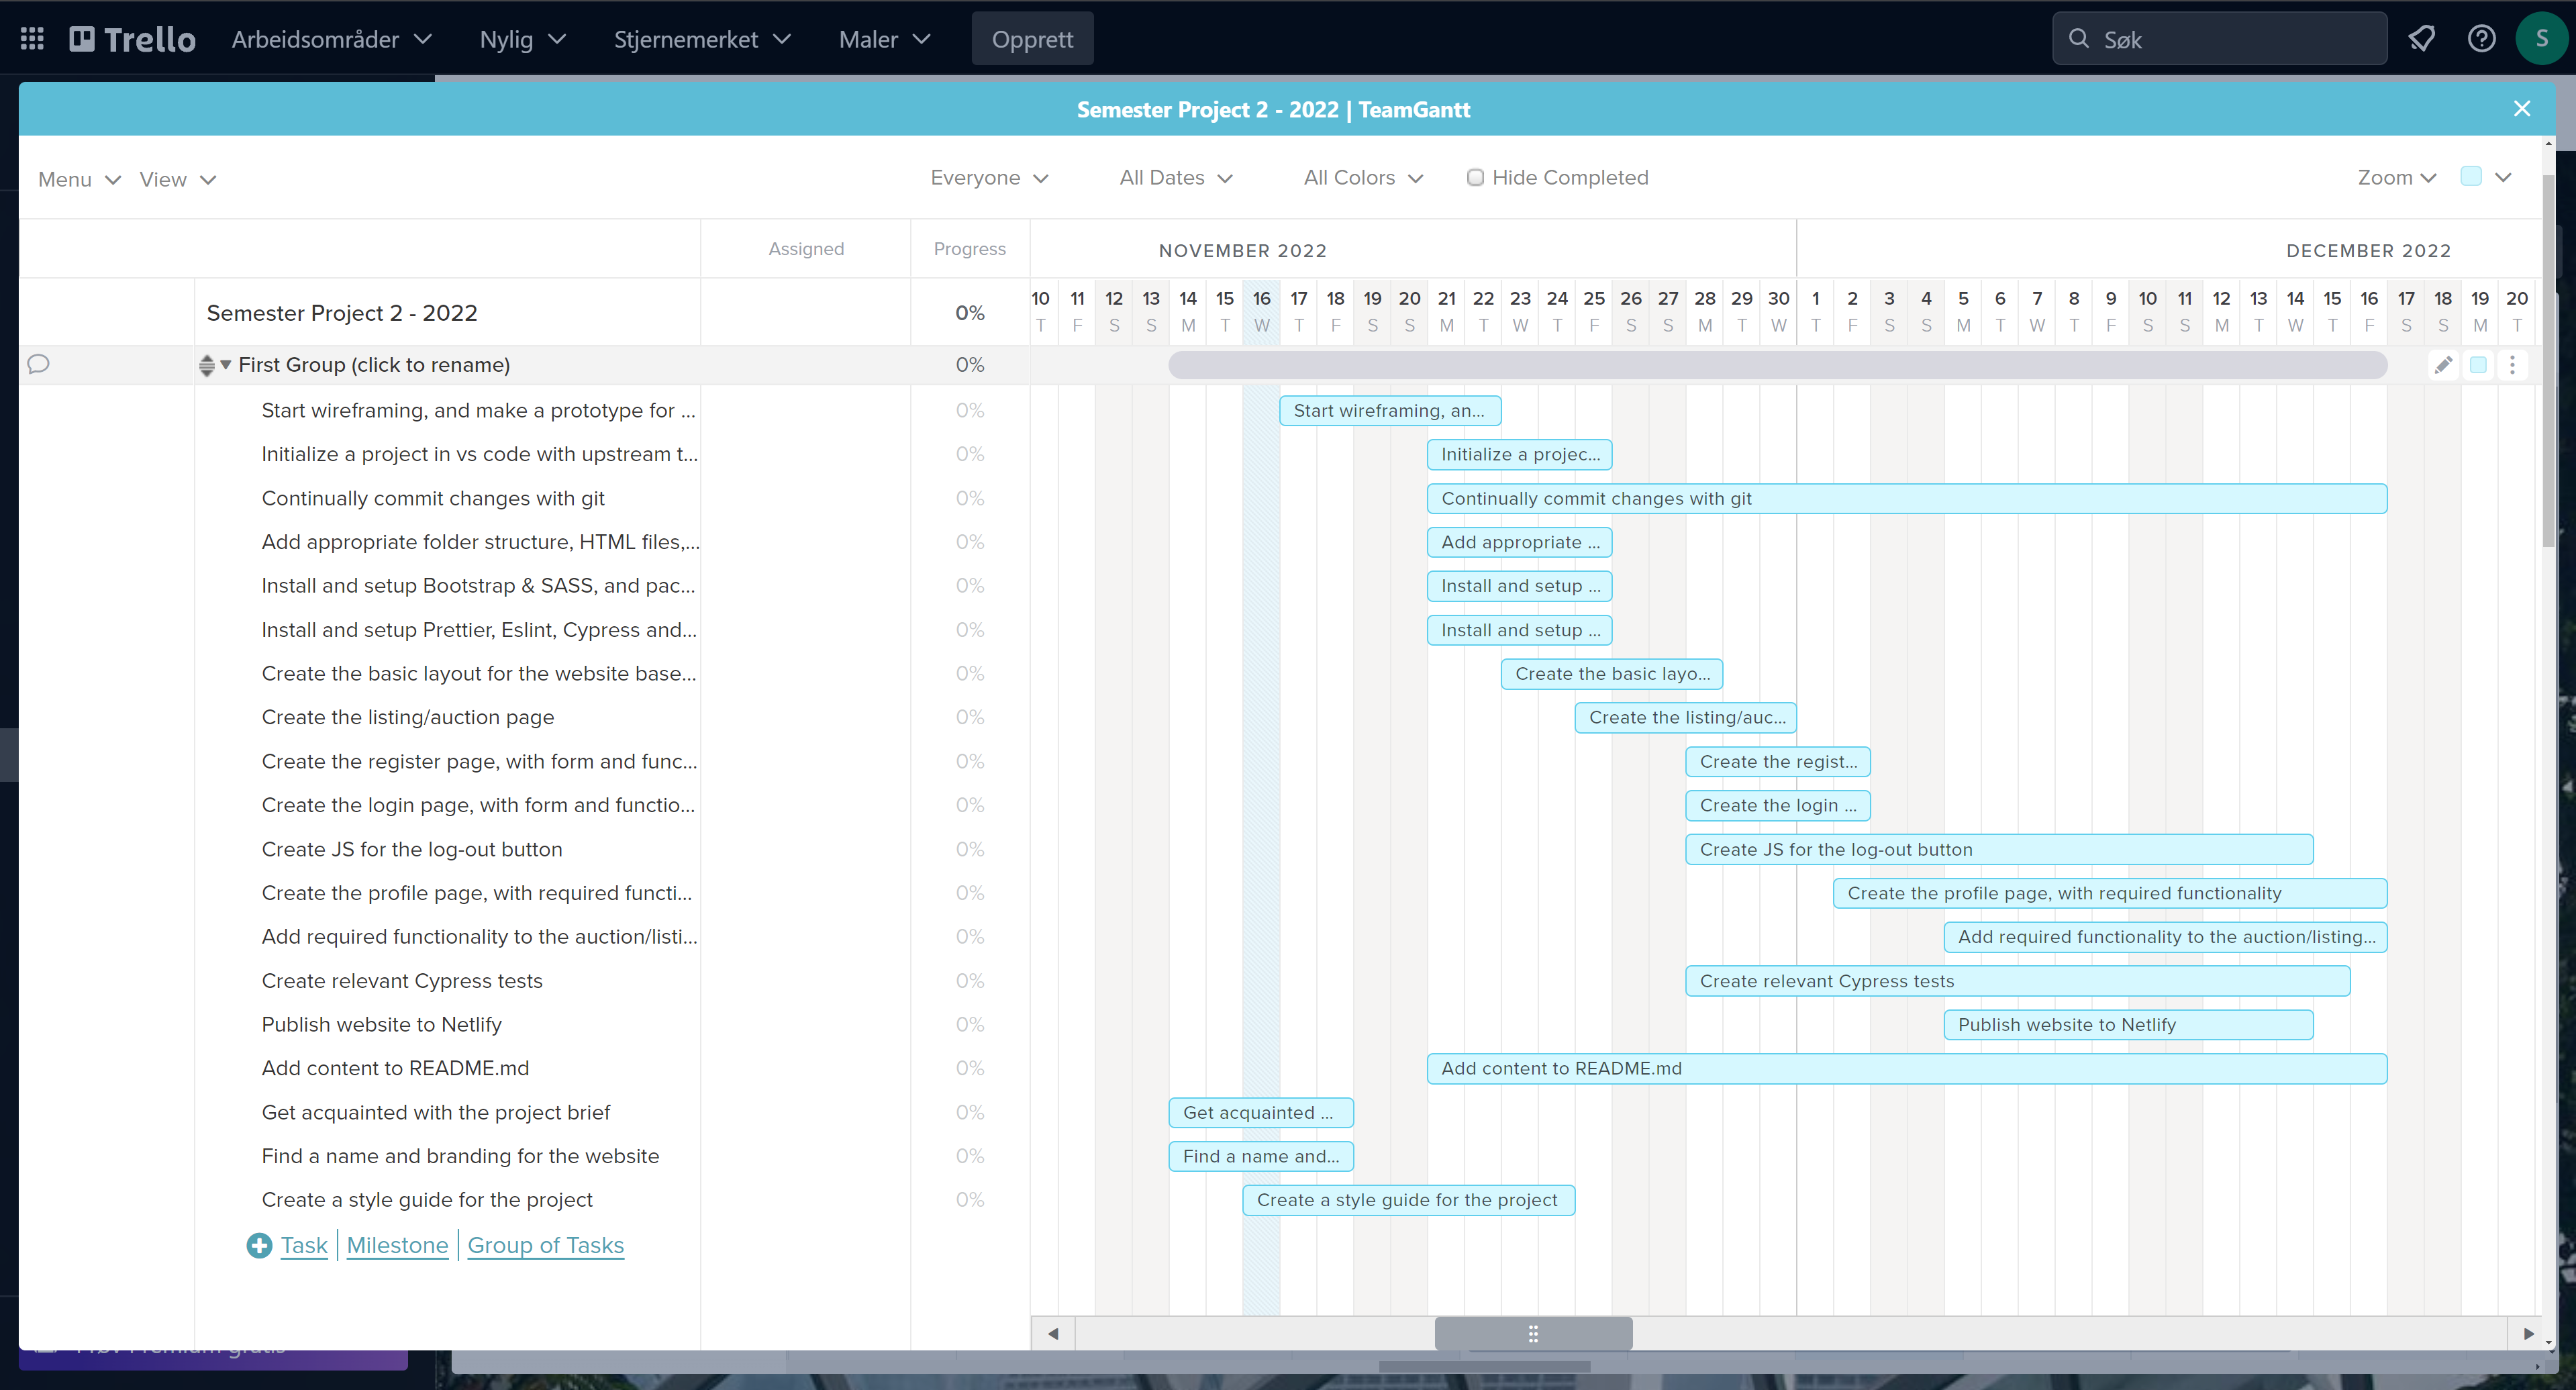 Trello Arbeidsområder Nylig Stjernemerket Maler Opprett Søk S
Semester Project 2 - 2022 | TeamGantt
Menu View Everyone All Dates All Colors Hide Completed Zoom
Assigned Progress NOVEMBER 2022 DECEMBER 2022
Semester Project 2 - 2022 0%
10 11 12 13 14 15 16 17 18 19 20 21 22 23 24 25 26 27 28 29 30 1 2 3 4 5 6 7 8 9 10 11 12 13 14 15 16 17 18 19 20
T F S S M T W T F S S M T W T F S S M T W T F S S M T W T F S S M T W T F S S M T
First Group (click to rename) 0%
Start wireframing, and make a prototype for ... 0% Start wireframing, an...
Initialize a project in vs code with upstream t... 0% Initialize a projec...
Continually commit changes with git 0% Continually commit changes with git
Add appropriate folder structure, HTML files,... 0% Add appropriate ...
Install and setup Bootstrap & SASS, and pac... 0% Install and setup ...
Install and setup Prettier, Eslint, Cypress and... 0% Install and setup ...
Create the basic layout for the website base... 0% Create the basic layo...
Create the listing/auction page 0% Create the listing/auc...
Create the register page, with form and func... 0% Create the regist...
Create the login page, with form and functio... 0% Create the login ...
Create JS for the log-out button 0% Create JS for the log-out button
Create the profile page, with required functi... 0% Create the profile page, with required functionality
Add required functionality to the auction/listi... 0% Add required functionality to the auction/listing...
Create relevant Cypress tests 0% Create relevant Cypress tests
Publish website to Netlify 0% Publish website to Netlify
Add content to README.md 0% Add content to README.md
Get acquainted with the project brief 0% Get acquainted ...
Find a name and branding for the website 0% Find a name and...
Create a style guide for the project 0% Create a style guide for the project
Task Milestone Group of Tasks